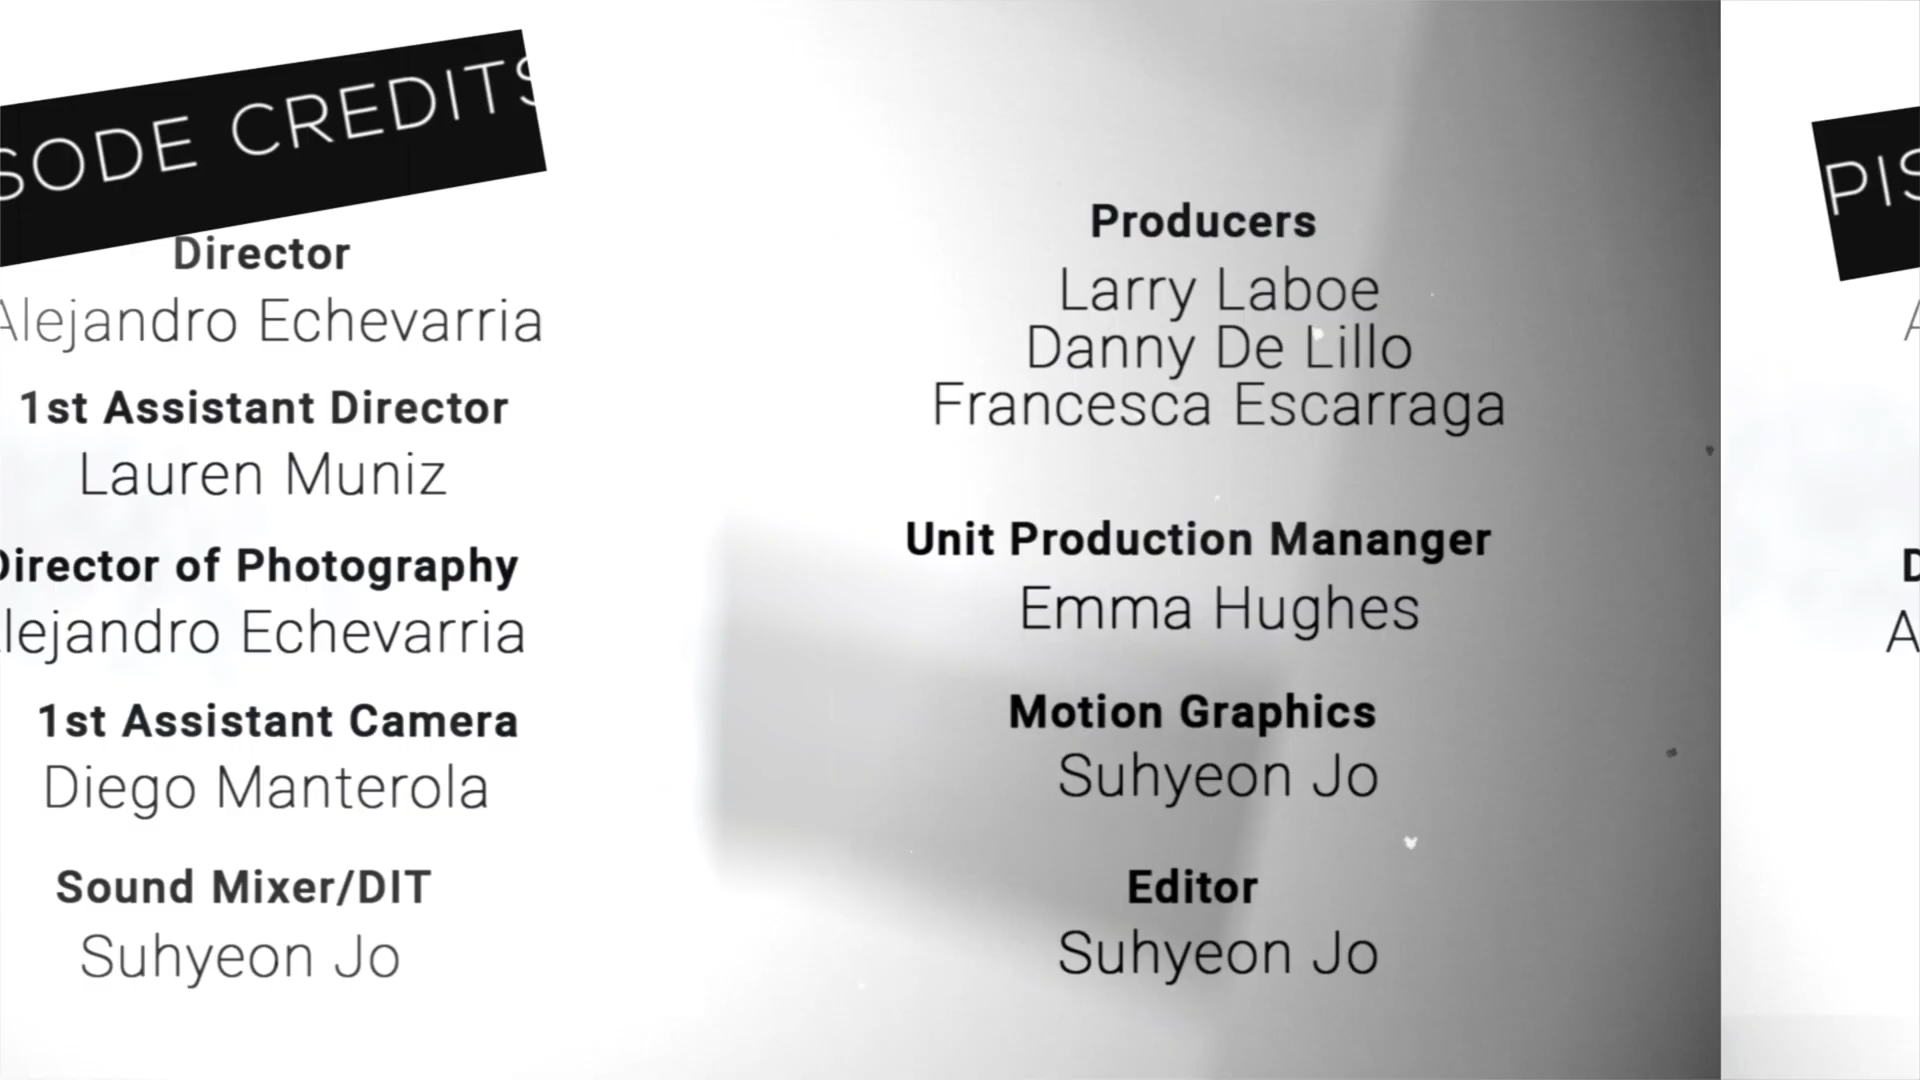 SODE CREDITS
Director
Alejandro Echevarria
1st Assistant Director
Lauren Muniz
Director of Photography
lejandro Echevarria
1st Assistant Camera
Diego Manterola
Sound Mixer/DIT
Suhyeon Jo
Producers
Larry Laboe
Danny De Lillo
Francesca Escarraga
Unit Production Mananger
Emma Hughes
Motion Graphics
Suhyeon Jo
Editor
Suhyeon Jo
PIS
A
D
A